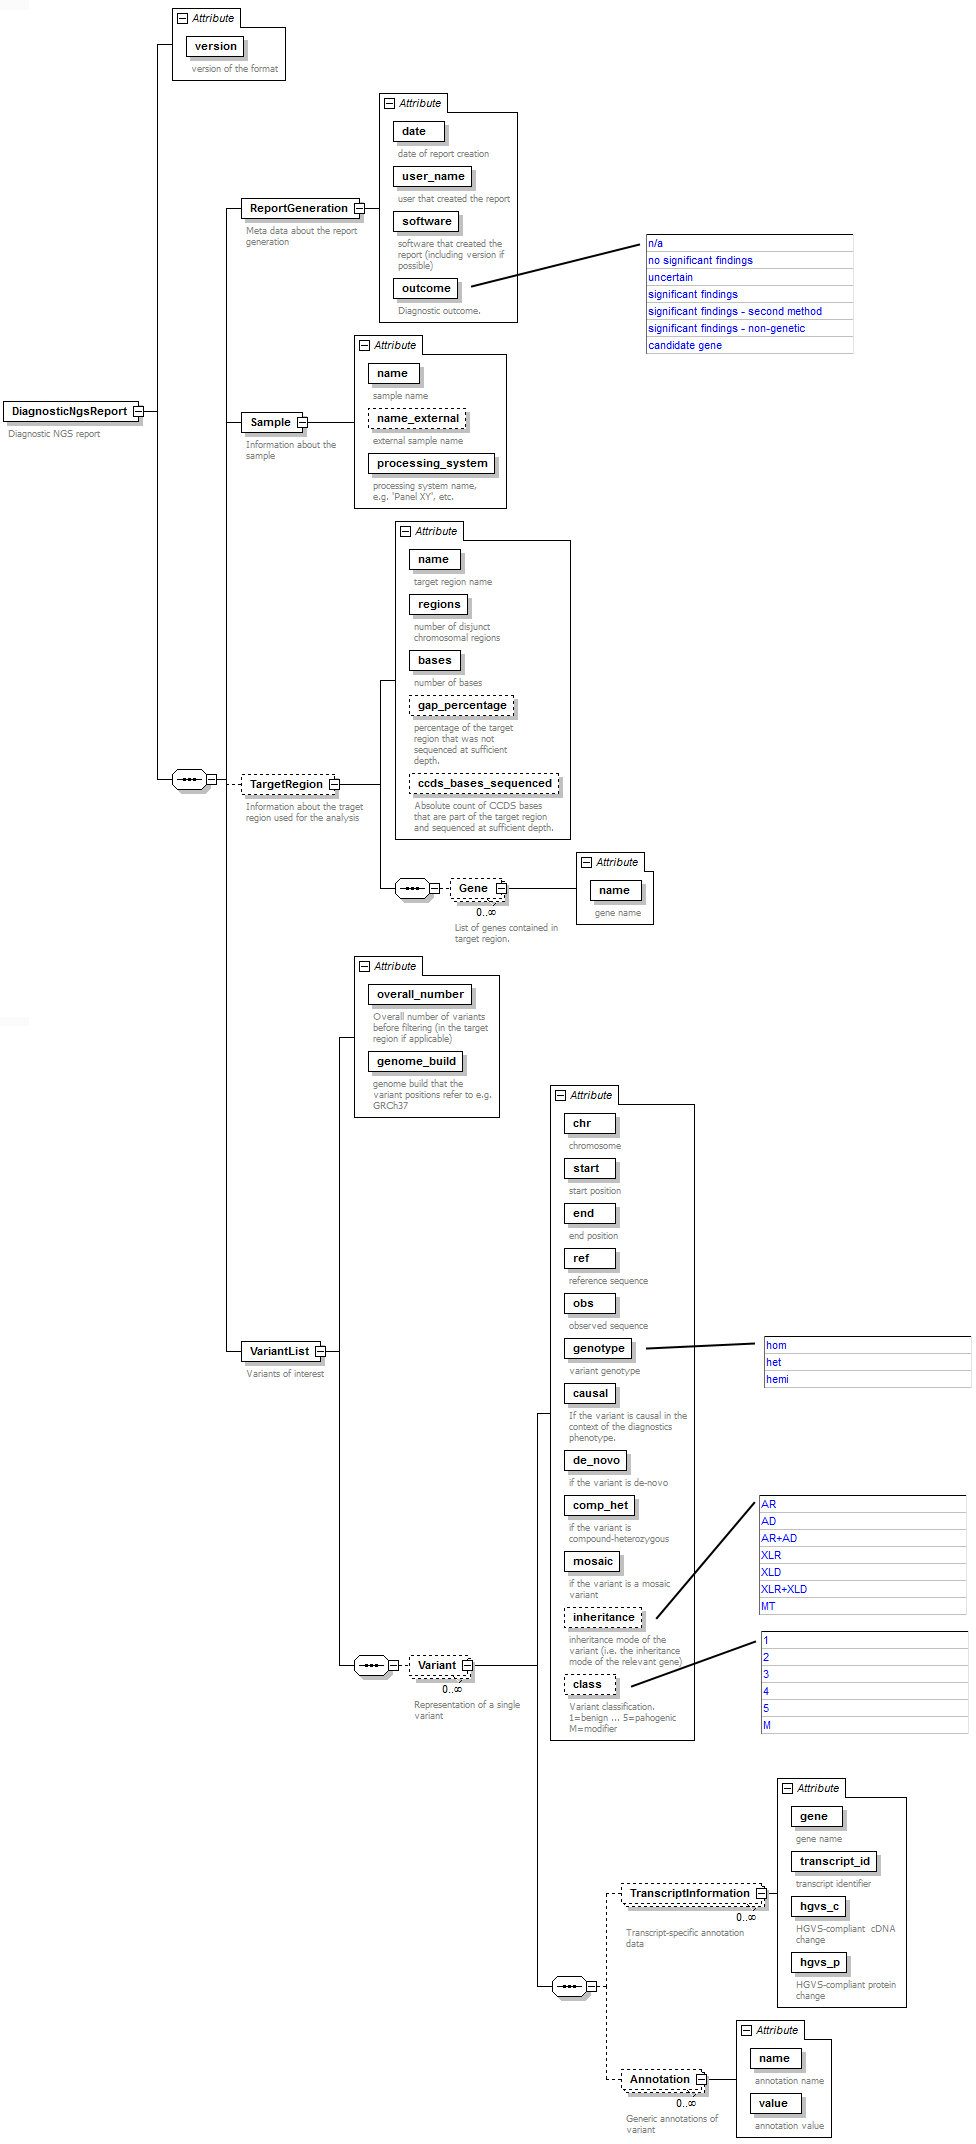 Attribute
version
version of the format
Attribute
date
date of report creation
user_name
user that created the report
software
software that created the
report (including version if
possible)
outcome
Diagnostic outcome.
ReportGeneration
Meta data about the report
generation
n/a
no significant findings
uncertain
significant findings
significant findings - second method
significant findings - non-genetic
candidate gene
Attribute
name
sample name
name_external
external sample name
processing_system
processing system name,
e.g. 'Panel XY', etc.
DiagnosticNgsReport
Diagnostic NGS report
Sample
Information about the
sample
Attribute
name
target region name
regions
number of disjunct
chromosomal regions
bases
number of bases
gap_percentage
percentage of the target
region that was not
sequenced at sufficient
depth.
ccds_bases_sequenced
Absolute count of CCDS bases
that are part of the target region
and sequenced at sufficient depth.
TargetRegion
Information about the traget
region used for the analysis
Gene
0..∞
List of genes contained in
target region.
Attribute
name
gene name
Attribute
overall_number
Overall number of variants
before filtering (in the target
region if applicable)
genome_build
genome build that the
variant positions refer to e.g.
GRCh37
VariantList
Variants of interest
Attribute
chr
chromosome
start
start position
end
end position
ref
reference sequence
obs
observed sequence
genotype
variant genotype
causal
If the variant is causal in the
context of the diagnostics
phenotype.
de_novo
if the variant is de-novo
comp_het
if the variant is
compound-heterozygous
mosaic
if the variant is a mosaic
variant
inheritance
inheritance mode of the
variant (i.e. the inheritance
mode of the relevant gene)
class
Variant classification.
1=benign ... 5=pahogenic
M=modifier
hom
het
hemi
AR
AD
AR+AD
XLR
XLD
XLR+XLD
MT
1
2
3
4
5
M
Variant
0..∞
Representation of a single
variant
Attribute
gene
gene name
transcript_id
transcript identifier
hgvs_c
HGVS-compliant cDNA
change
hgvs_p
HGVS-compliant protein
change
TranscriptInformation
0..∞
Transcript-specific annotation
data
Attribute
name
annotation name
value
annotation value
Annotation
0..∞
Generic annotations of
variant